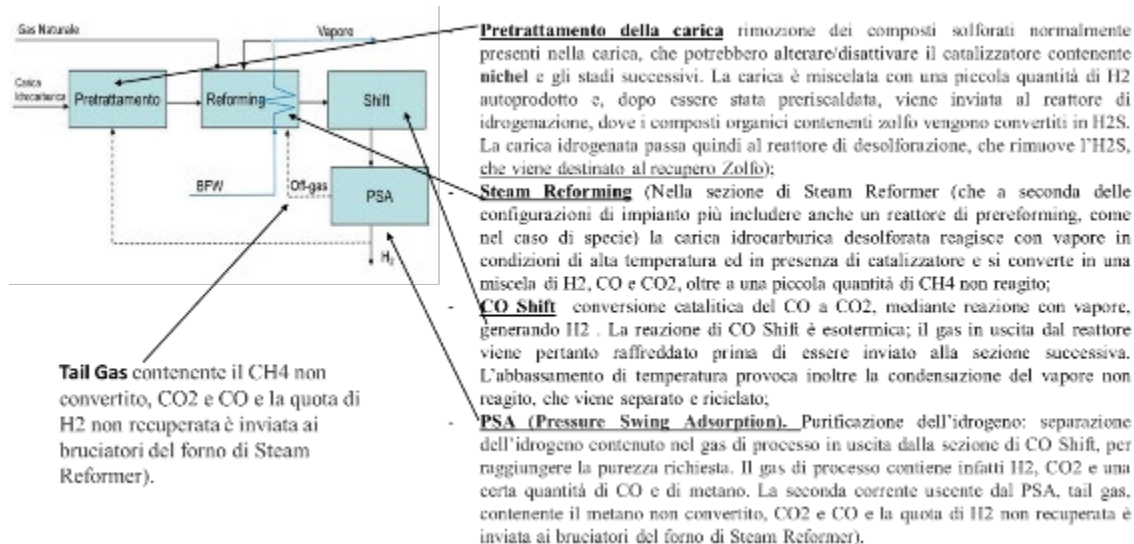 Gas Naturale
Vapore
Carica
Idrocarburica
Pretrattamento
Reforming
Shift
BFW
Off-gas
PSA
H2
Tail Gas contenente il CH4 non
convertito, CO2 e CO e la quota di
H2 non recuperata è inviata ai
bruciatori del forno di Steam
Reformer).
Pretrattamento della carica rimozione dei composti solforati normalmente
presenti nella carica, che potrebbero alterare/disattivare il catalizzatore contenente
nichel e gli stadi successivi. La carica è miscelata con una piccola quantità di H2
autoprodotto e, dopo essere stata preriscaldata, viene inviata al reattore di
idrogenazione, dove i composti organici contenenti zolfo vengono convertiti in H2S.
La carica idrogenata passa quindi al reattore di desolforazione, che rimuove l'H2S,
che viene destinato al recupero Zolfo);
- Steam Reforming (Nella sezione di Steam Reformer (che a seconda delle
configurazioni di impianto più includere anche un reattore di prereforming, come
nel caso di specie) la carica idrocarburica desolforata reagisce con vapore in
condizioni di alta temperatura ed in presenza di catalizzatore e si converte in una
miscela di H2, CO e CO2, oltre a una piccola quantità di CH4 non reagito;
- CO Shift conversione catalitica del CO a CO2, mediante reazione con vapore,
generando H2 . La reazione di CO Shift è esotermica; il gas in uscita dal reattore
viene pertanto raffreddato prima di essere inviato alla sezione successiva.
L'abbassamento di temperatura provoca inoltre la condensazione del vapore non
reagito, che viene separato e riciclato;
- PSA (Pressure Swing Adsorption). Purificazione dell'idrogeno: separazione
dell'idrogeno contenuto nel gas di processo in uscita dalla sezione di CO Shift, per
raggiungere la purezza richiesta. Il gas di processo contiene infatti H2, CO2 e una
certa quantità di CO e di metano. La seconda corrente uscente dal PSA, tail gas,
contenente il metano non convertito, CO2 e CO e la quota di H2 non recuperata è
inviata ai bruciatori del forno di Steam Reformer).